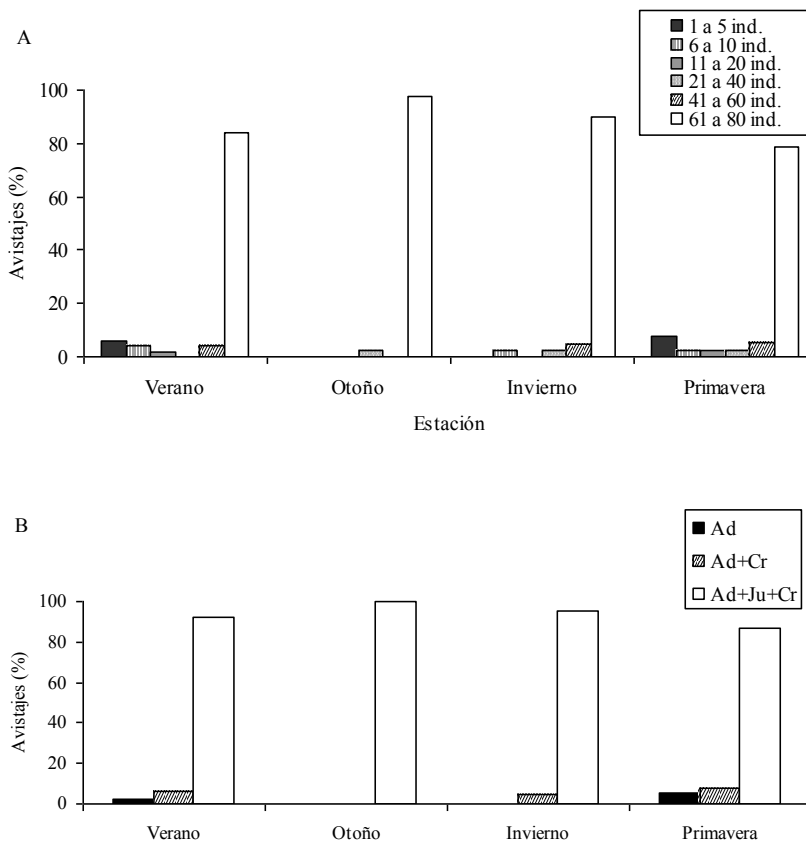 A
1 a 5 ind.
6 a 10 ind.
11 a 20 ind.
21 a 40 ind.
41 a 60 ind.
61 a 80 ind.
100
80
60
40
20
0
Avistajes (%)
Verano Otoño Invierno Primavera
Estación
B
Ad
Ad+Cr
Ad+Ju+Cr
100
80
60
40
20
0
Avistajes (%)
Verano Otoño Invierno Primavera